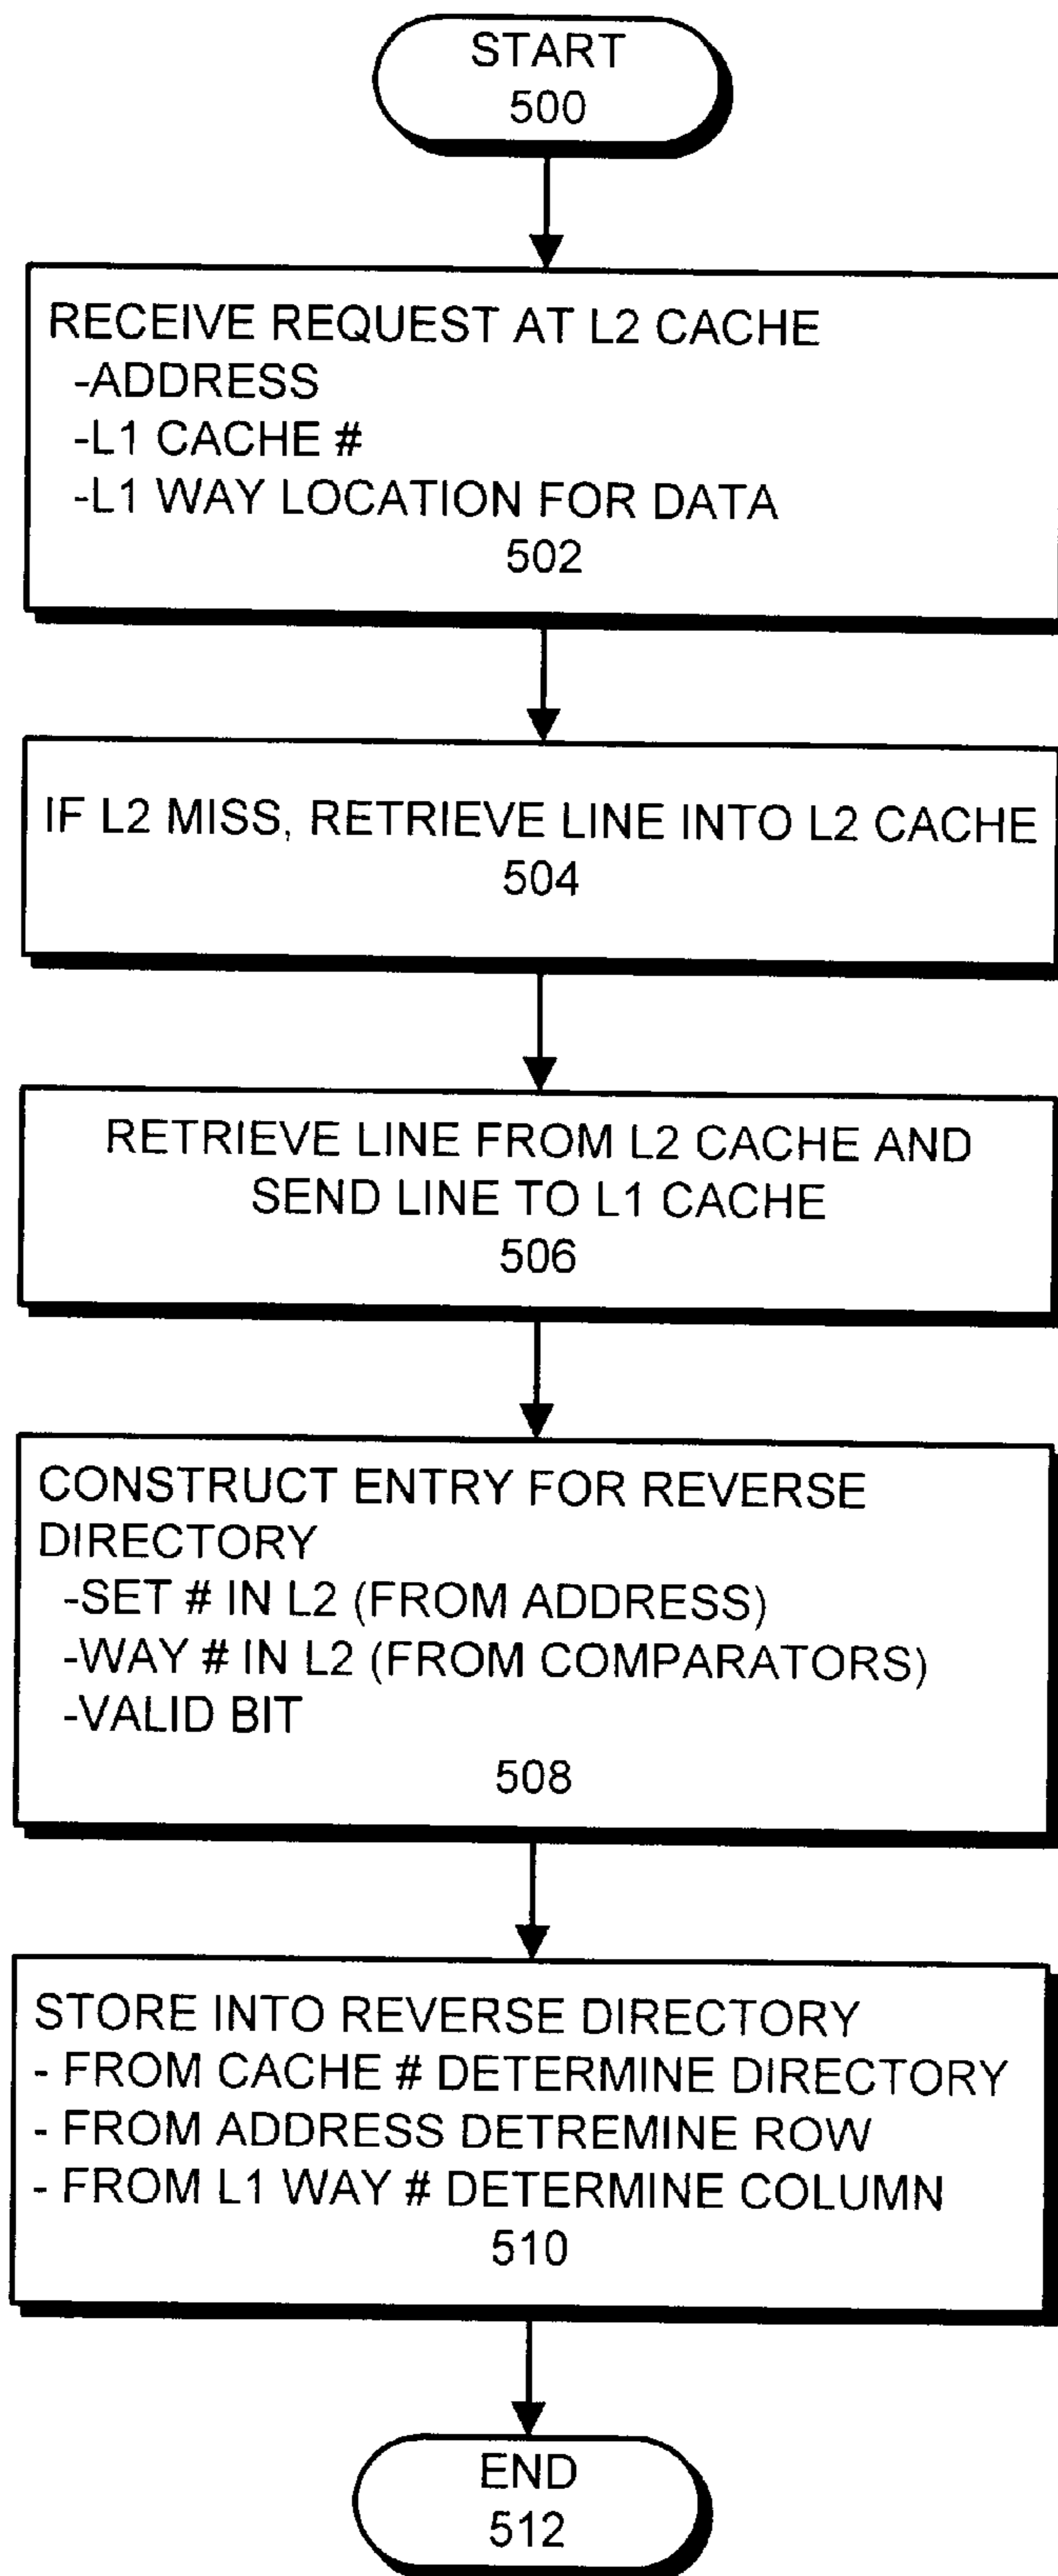 START
500
RECEIVE REQUEST AT L2 CACHE
-ADDRESS
-L1 CACHE #
-L1 WAY LOCATION FOR DATA
502
IF L2 MISS, RETRIEVE LINE INTO L2 CACHE
504
RETRIEVE LINE FROM L2 CACHE AND
SEND LINE TO L1 CACHE
506
CONSTRUCT ENTRY FOR REVERSE
DIRECTORY
-SET # IN L2 (FROM ADDRESS)
-WAY # IN L2 (FROM COMPARATORS)
-VALID BIT
508
STORE INTO REVERSE DIRECTORY
- FROM CACHE # DETERMINE DIRECTORY
- FROM ADDRESS DETREMINE ROW
- FROM L1 WAY # DETERMINE COLUMN
510
END
512